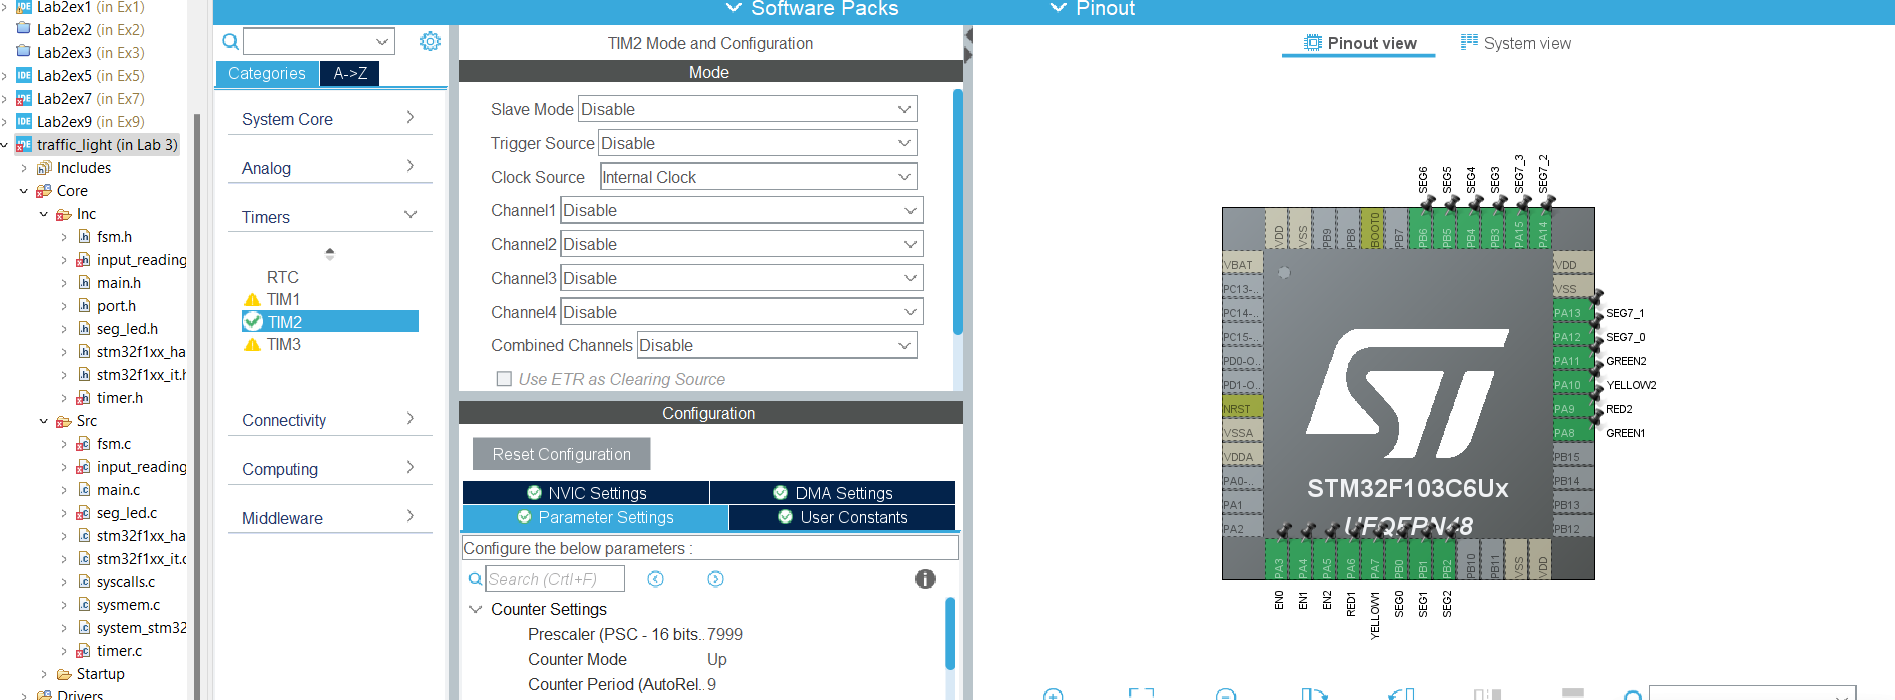 Lab2ex1 (in Ex1)
Lab2ex2 (in Ex2)
Lab2ex3 (in Ex3)
Lab2ex5 (in Ex5)
Lab2ex7 (in Ex7)
Lab2ex9 (in Ex9)
traffic_light (in Lab 3)
Includes
Core
Inc
fsm.h
input_reading
main.h
port.h
seg_led.h
stm32f1xx_ha
stm32f1xx_it.h
timer.h
Src
fsm.c
input_reading
main.c
seg_led.c
stm32f1xx_ha
stm32f1xx_it.c
syscalls.c
sysmem.c
system_stm32
timer.c
Startup
Drivers
Software Packs
Pinout
Categories
A->Z
System Core
Analog
Timers
RTC
TIM1
TIM2
TIM3
Connectivity
Computing
Middleware
TIM2 Mode and Configuration
Mode
Slave Mode Disable
Trigger Source Disable
Clock Source Internal Clock
Channel1 Disable
Channel2 Disable
Channel3 Disable
Channel4 Disable
Combined Channels Disable
Use ETR as Clearing Source
Configuration
Reset Configuration
NVIC Settings
DMA Settings
Parameter Settings
User Constants
Configure the below parameters :
Search (Crtl+F)
Counter Settings
Prescaler (PSC - 16 bits.. 7999
Counter Mode Up
Counter Period (AutoRel.. 9
Pinout view
System view
SEG6
SEG5
SEG4
SEG3
SEG7_3
SEG7_2
VDD
VSS
PB9
PB8
BOOT0
PB7
PB6
PB5
PB4
PB3
PA15
PA14
VBAT
PC13-..
PC14-..
PC15-..
PD0-O..
PD1-O..
NRST
VSSA
VDDA
PA0-..
PA1
PA2
VDD
VSS
PA13 SEG7_1
PA12 SEG7_0
PA11 GREEN2
PA10 YELLOW2
PA9 RED2
PA8 GREEN1
PB15
PB14
PB13
PB12
STM32F103C6Ux
UFQFPN48
PA3
PA4
PA5
PA6
PA7
PB0
PB1
PB2
PB10
PB11
VSS
VDD
EN0
EN1
EN2
RED1
YELLOW1
SEG0
SEG1
SEG2